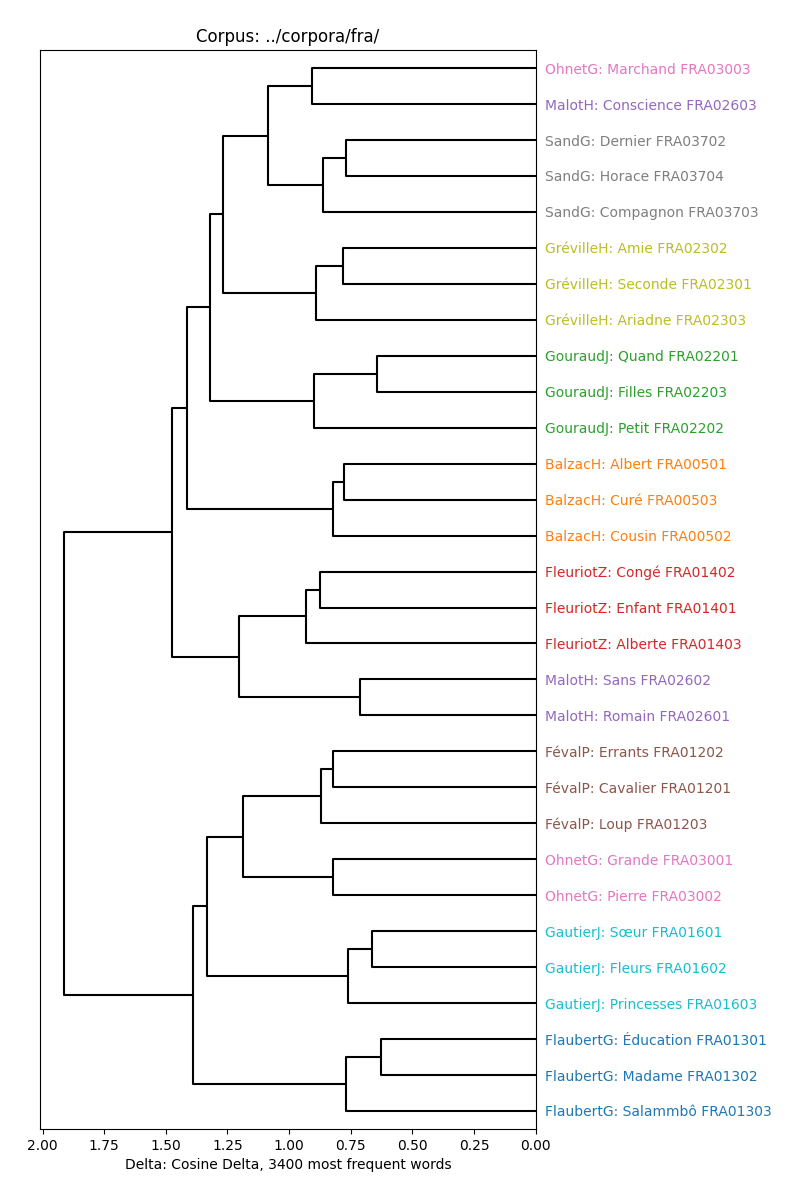 Corpus: ../corpora/fra/
OhnetG: Marchand FRA03003
MalotH: Conscience FRA02603
SandG: Dernier FRA03702
SandG: Horace FRA03704
SandG: Compagnon FRA03703
GrévilleH: Amie FRA02302
GrévilleH: Seconde FRA02301
GrévilleH: Ariadne FRA02303
GouraudJ: Quand FRA02201
GouraudJ: Filles FRA02203
GouraudJ: Petit FRA02202
BalzacH: Albert FRA00501
BalzacH: Curé FRA00503
BalzacH: Cousin FRA00502
FleuriotZ: Congé FRA01402
FleuriotZ: Enfant FRA01401
FleuriotZ: Alberte FRA01403
MalotH: Sans FRA02602
MalotH: Romain FRA02601
FévalP: Errants FRA01202
FévalP: Cavalier FRA01201
FévalP: Loup FRA01203
OhnetG: Grande FRA03001
OhnetG: Pierre FRA03002
GautierJ: Sœur FRA01601
GautierJ: Fleurs FRA01602
GautierJ: Princesses FRA01603
FlaubertG: Éducation FRA01301
FlaubertG: Madame FRA01302
FlaubertG: Salammbô FRA01303
2.00 1.75 1.50 1.25 1.00 0.75 0.50 0.25 0.00
Delta: Cosine Delta, 3400 most frequent words